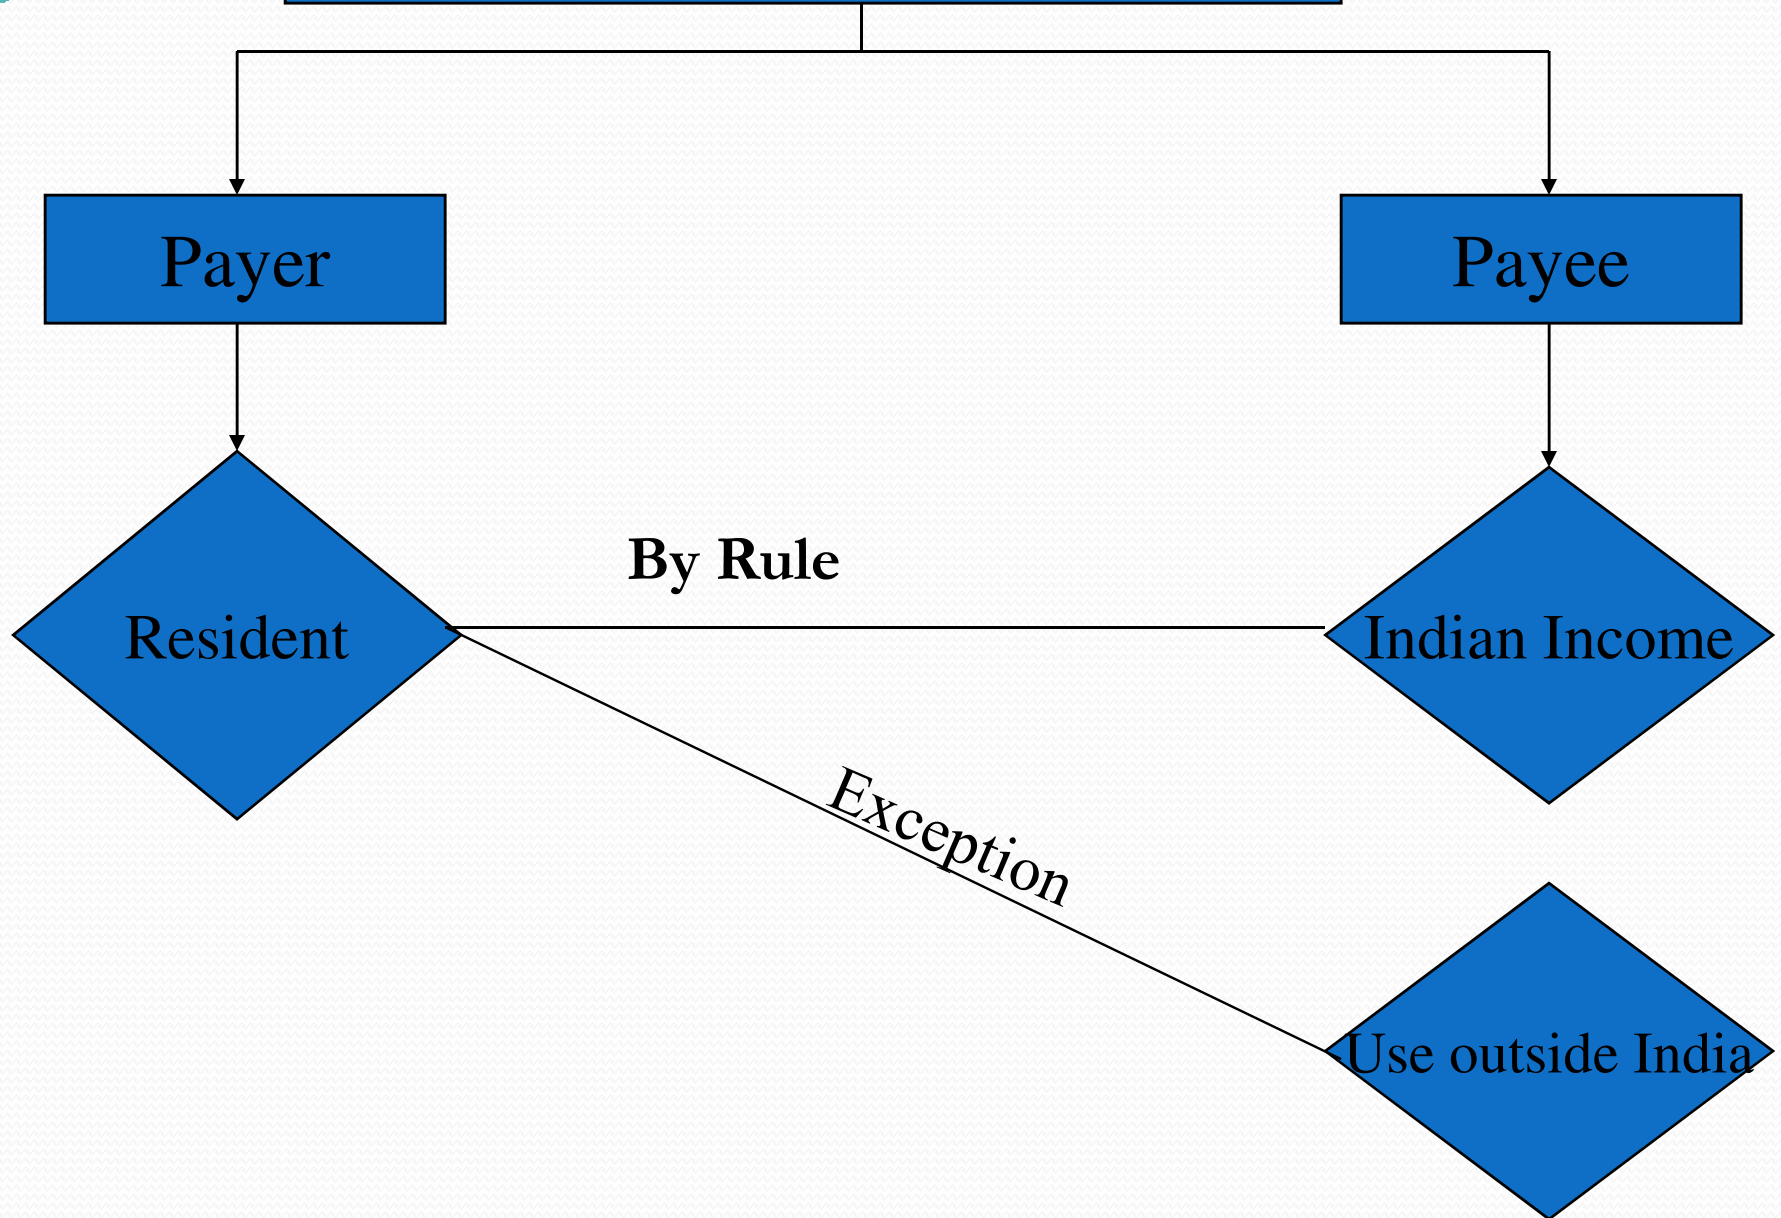 Payer
Payee
By Rule
Resident
Indian Income
Exception
Use outside India